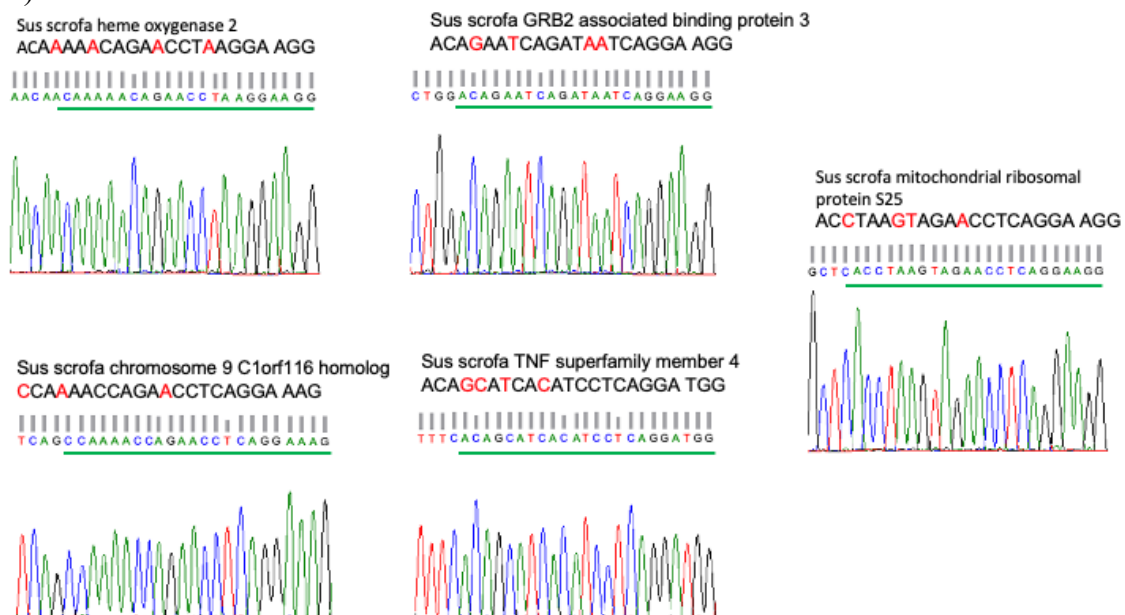 )
Sus scrofa heme oxygenase 2
ACAAAAACAGAACCTAAGGA AGG
AACAACAAAAACAGAACCTAAGGAAGG
Sus scrofa GRB2 associated binding protein 3
ACAGAATCAGATAATCAGGA AGG
CTGGACAGAATCAGATAATCAGGAAGG
Sus scrofa mitochondrial ribosomal
protein S25
ACCTAAGTAGAACCTCAGGA AGG
GCTCACCTAAGTAGAACCTCAGGAAGG
Sus scrofa chromosome 9 C1orf116 homolog
CCAAAACCAGAACCTCAGGA AAG
TCAGCCAAAACCAGAACCTCAGGAAAG
Sus scrofa TNF superfamily member 4
ACAGCATCACATCCTCAGGA TGG
TTTCACAGCATCACATCCTCAGGATGG